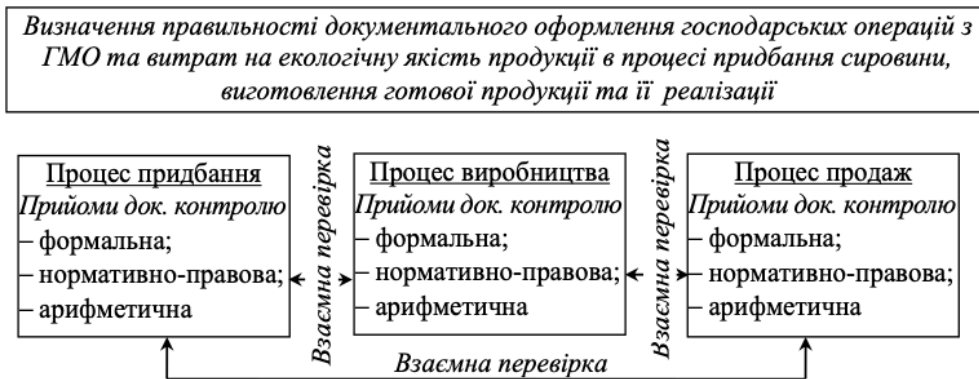 Визначення правильності документального оформлення господарських операцій з
ГМО та витрат на екологічну якість продукції в процесі придбання сировини,
виготовлення готової продукції та її реалізації
Процес придбання
Прийоми док. контролю
– формальна;
– нормативно-правова;
– арифметична
Взаємна перевірка
Процес виробництва
Прийоми док. контролю
– формальна;
– нормативно-правова;
– арифметична
Взаємна перевірка
Процес продаж
Прийоми док. контролю
– формальна;
– нормативно-правова;
– арифметична
Взаємна перевірка